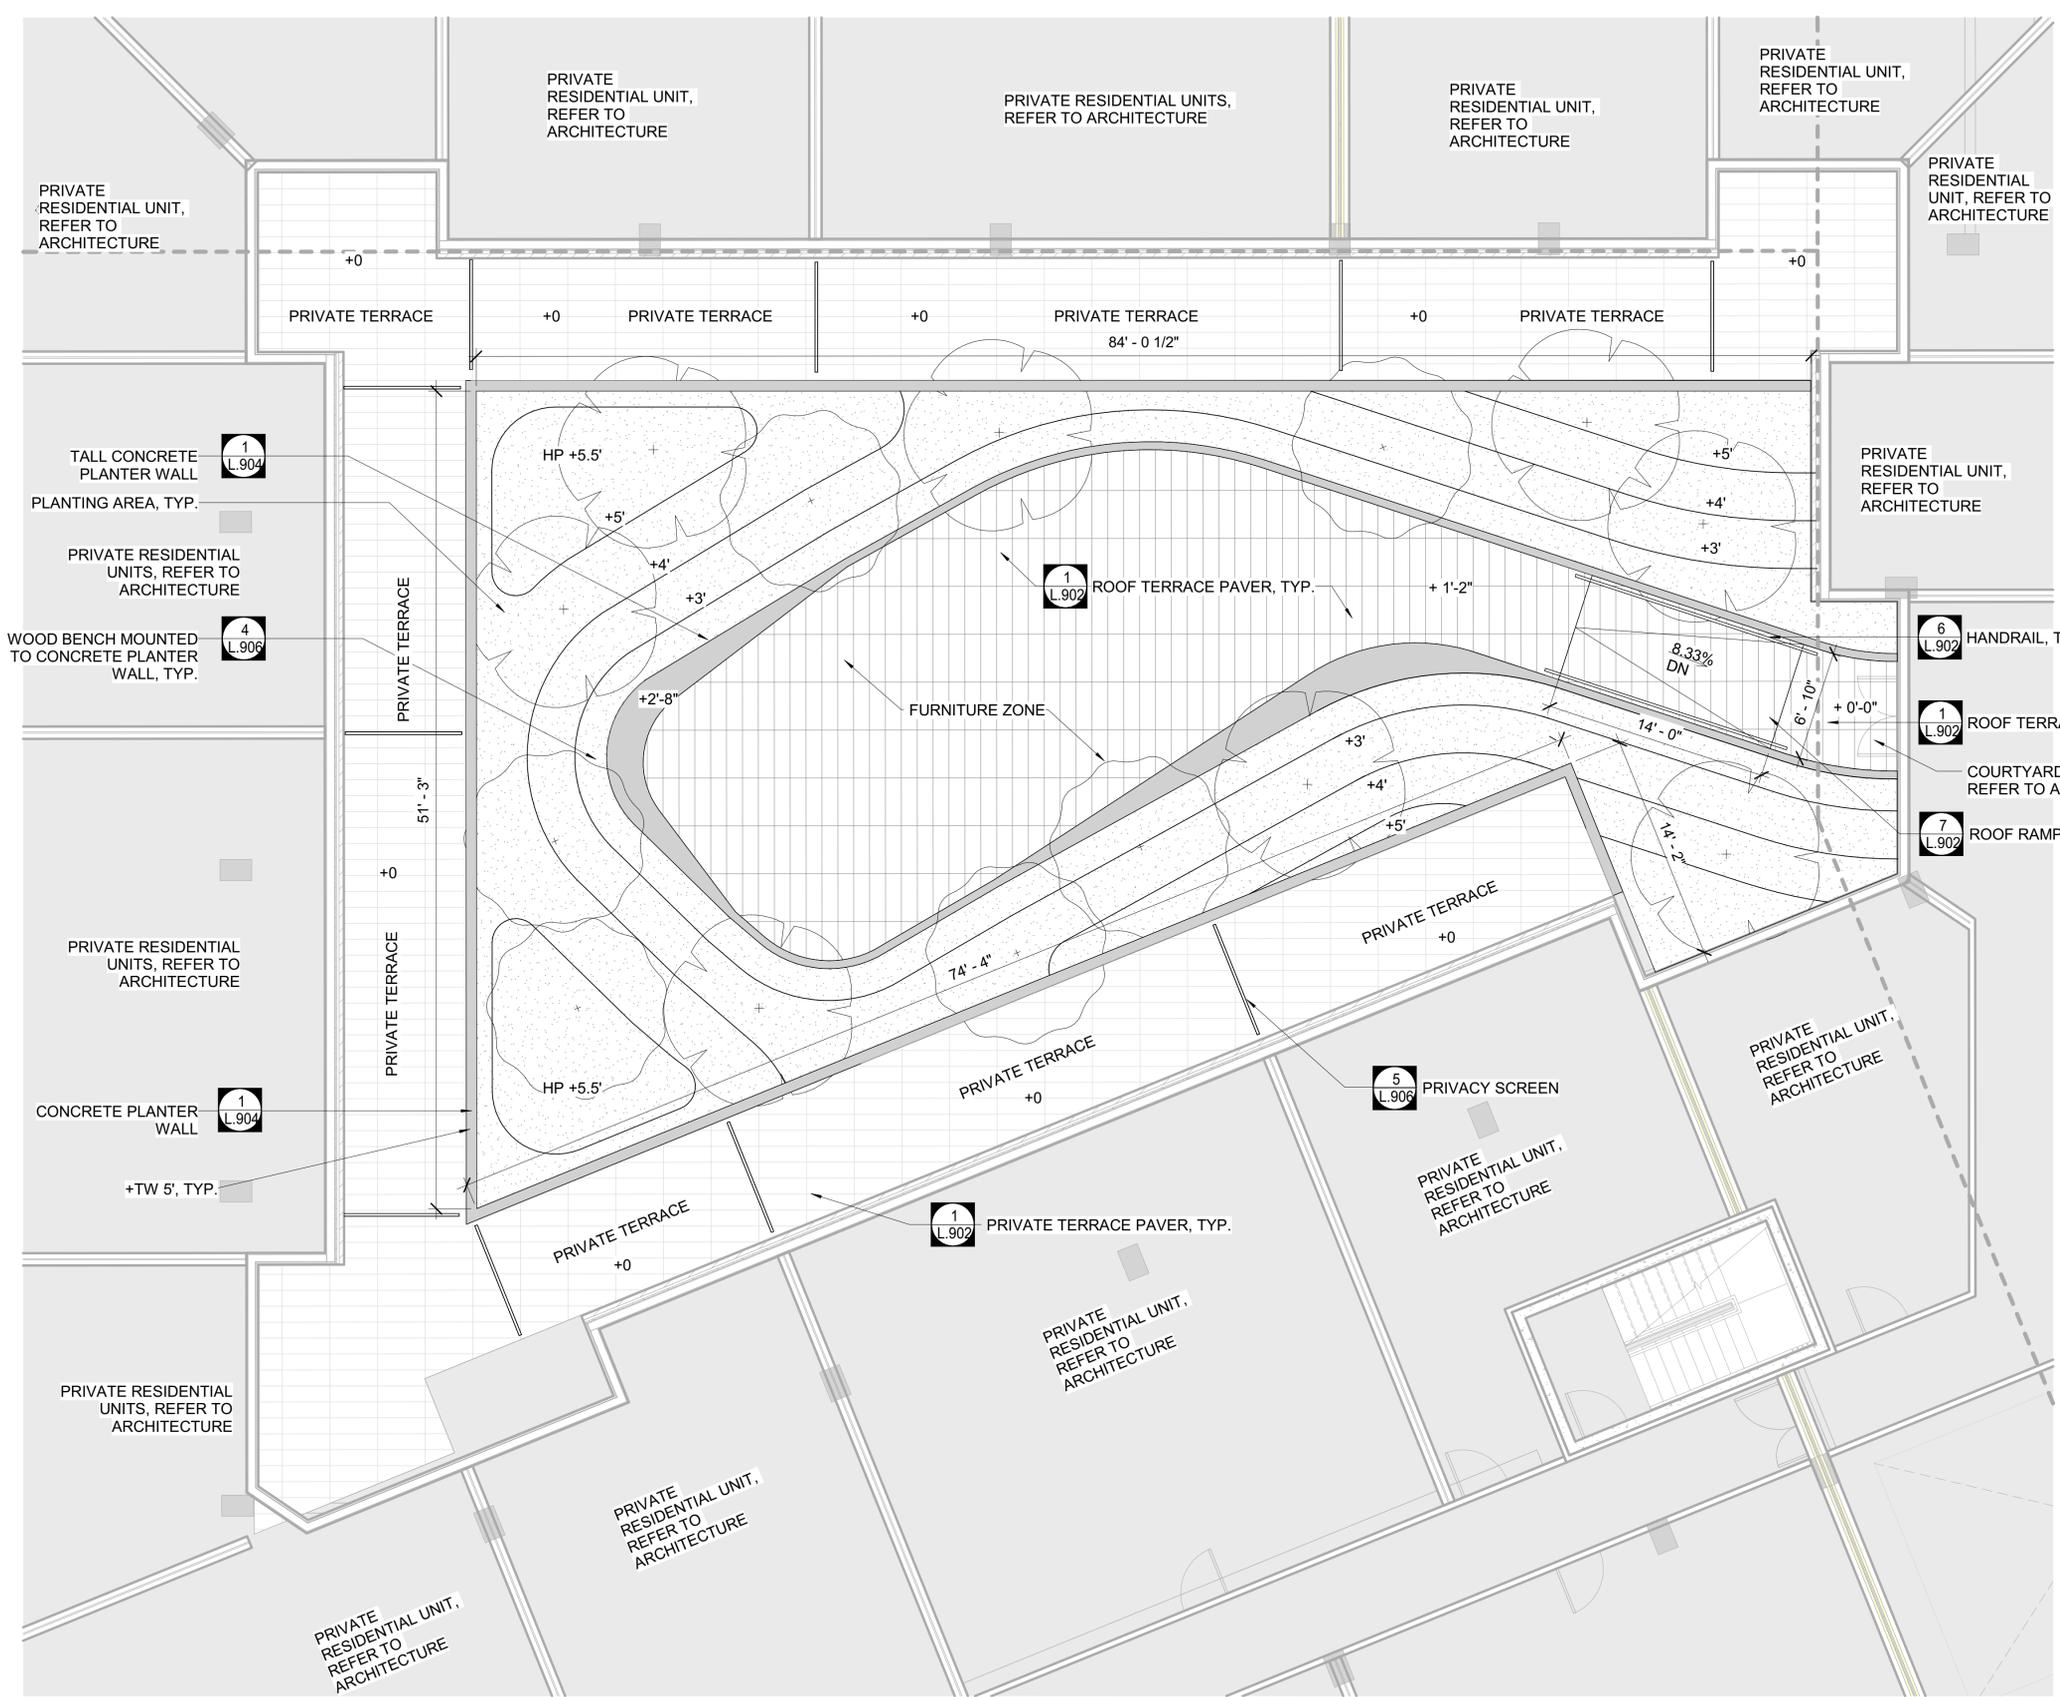 PRIVATE
RESIDENTIAL UNIT,
REFER TO
ARCHITECTURE
PRIVATE RESIDENTIAL UNITS,
REFER TO ARCHITECTURE
PRIVATE
RESIDENTIAL UNIT,
REFER TO
ARCHITECTURE
PRIVATE
RESIDENTIAL UNIT,
REFER TO
ARCHITECTURE
PRIVATE
RESIDENTIAL UNIT,
REFER TO
ARCHITECTURE
PRIVATE
RESIDENTIAL
UNIT, REFER TO
ARCHITECTURE
+0
+0
PRIVATE TERRACE
+0
PRIVATE TERRACE
+0
PRIVATE TERRACE
+0
PRIVATE TERRACE
84' - 0 1/2"
TALL CONCRETE
PLANTER WALL
1
L.904
PLANTING AREA, TYP.
PRIVATE RESIDENTIAL
UNITS, REFER TO
ARCHITECTURE
WOOD BENCH MOUNTED
TO CONCRETE PLANTER
WALL, TYP.
4
L.906
PRIVATE TERRACE
51' - 3"
+0
PRIVATE TERRACE
HP +5.5'
+5'
+4'
+3'
+2'-8"
1
L.902
ROOF TERRACE PAVER, TYP.
+ 1'-2"
FURNITURE ZONE
+5'
+4'
+3'
PRIVATE
RESIDENTIAL UNIT,
REFER TO
ARCHITECTURE
8.33%
DN
6' - 10"
+ 0'-0"
14' - 0"
14' - 2"
6
L.902
HANDRAIL, T
1
L.902
ROOF TERRA
COURTYARD
REFER TO A
7
L.902
ROOF RAMP
+3'
+4'
+5'
74' - 4"
PRIVATE TERRACE
+0
PRIVATE RESIDENTIAL
UNITS, REFER TO
ARCHITECTURE
HP +5.5'
CONCRETE PLANTER
WALL
1
L.904
+TW 5', TYP.
PRIVATE TERRACE
+0
5
L.906
PRIVACY SCREEN
PRIVATE
RESIDENTIAL UNIT,
REFER TO
ARCHITECTURE
PRIVATE
RESIDENTIAL UNIT,
REFER TO
ARCHITECTURE
PRIVATE TERRACE
+0
1
L.902
PRIVATE TERRACE PAVER, TYP.
PRIVATE
RESIDENTIAL UNIT,
REFER TO
ARCHITECTURE
PRIVATE RESIDENTIAL
UNITS, REFER TO
ARCHITECTURE
PRIVATE
RESIDENTIAL UNIT,
REFER TO
ARCHITECTURE
PRIVATE
RESIDENTIAL UNIT,
REFER TO
ARCHITECTURE